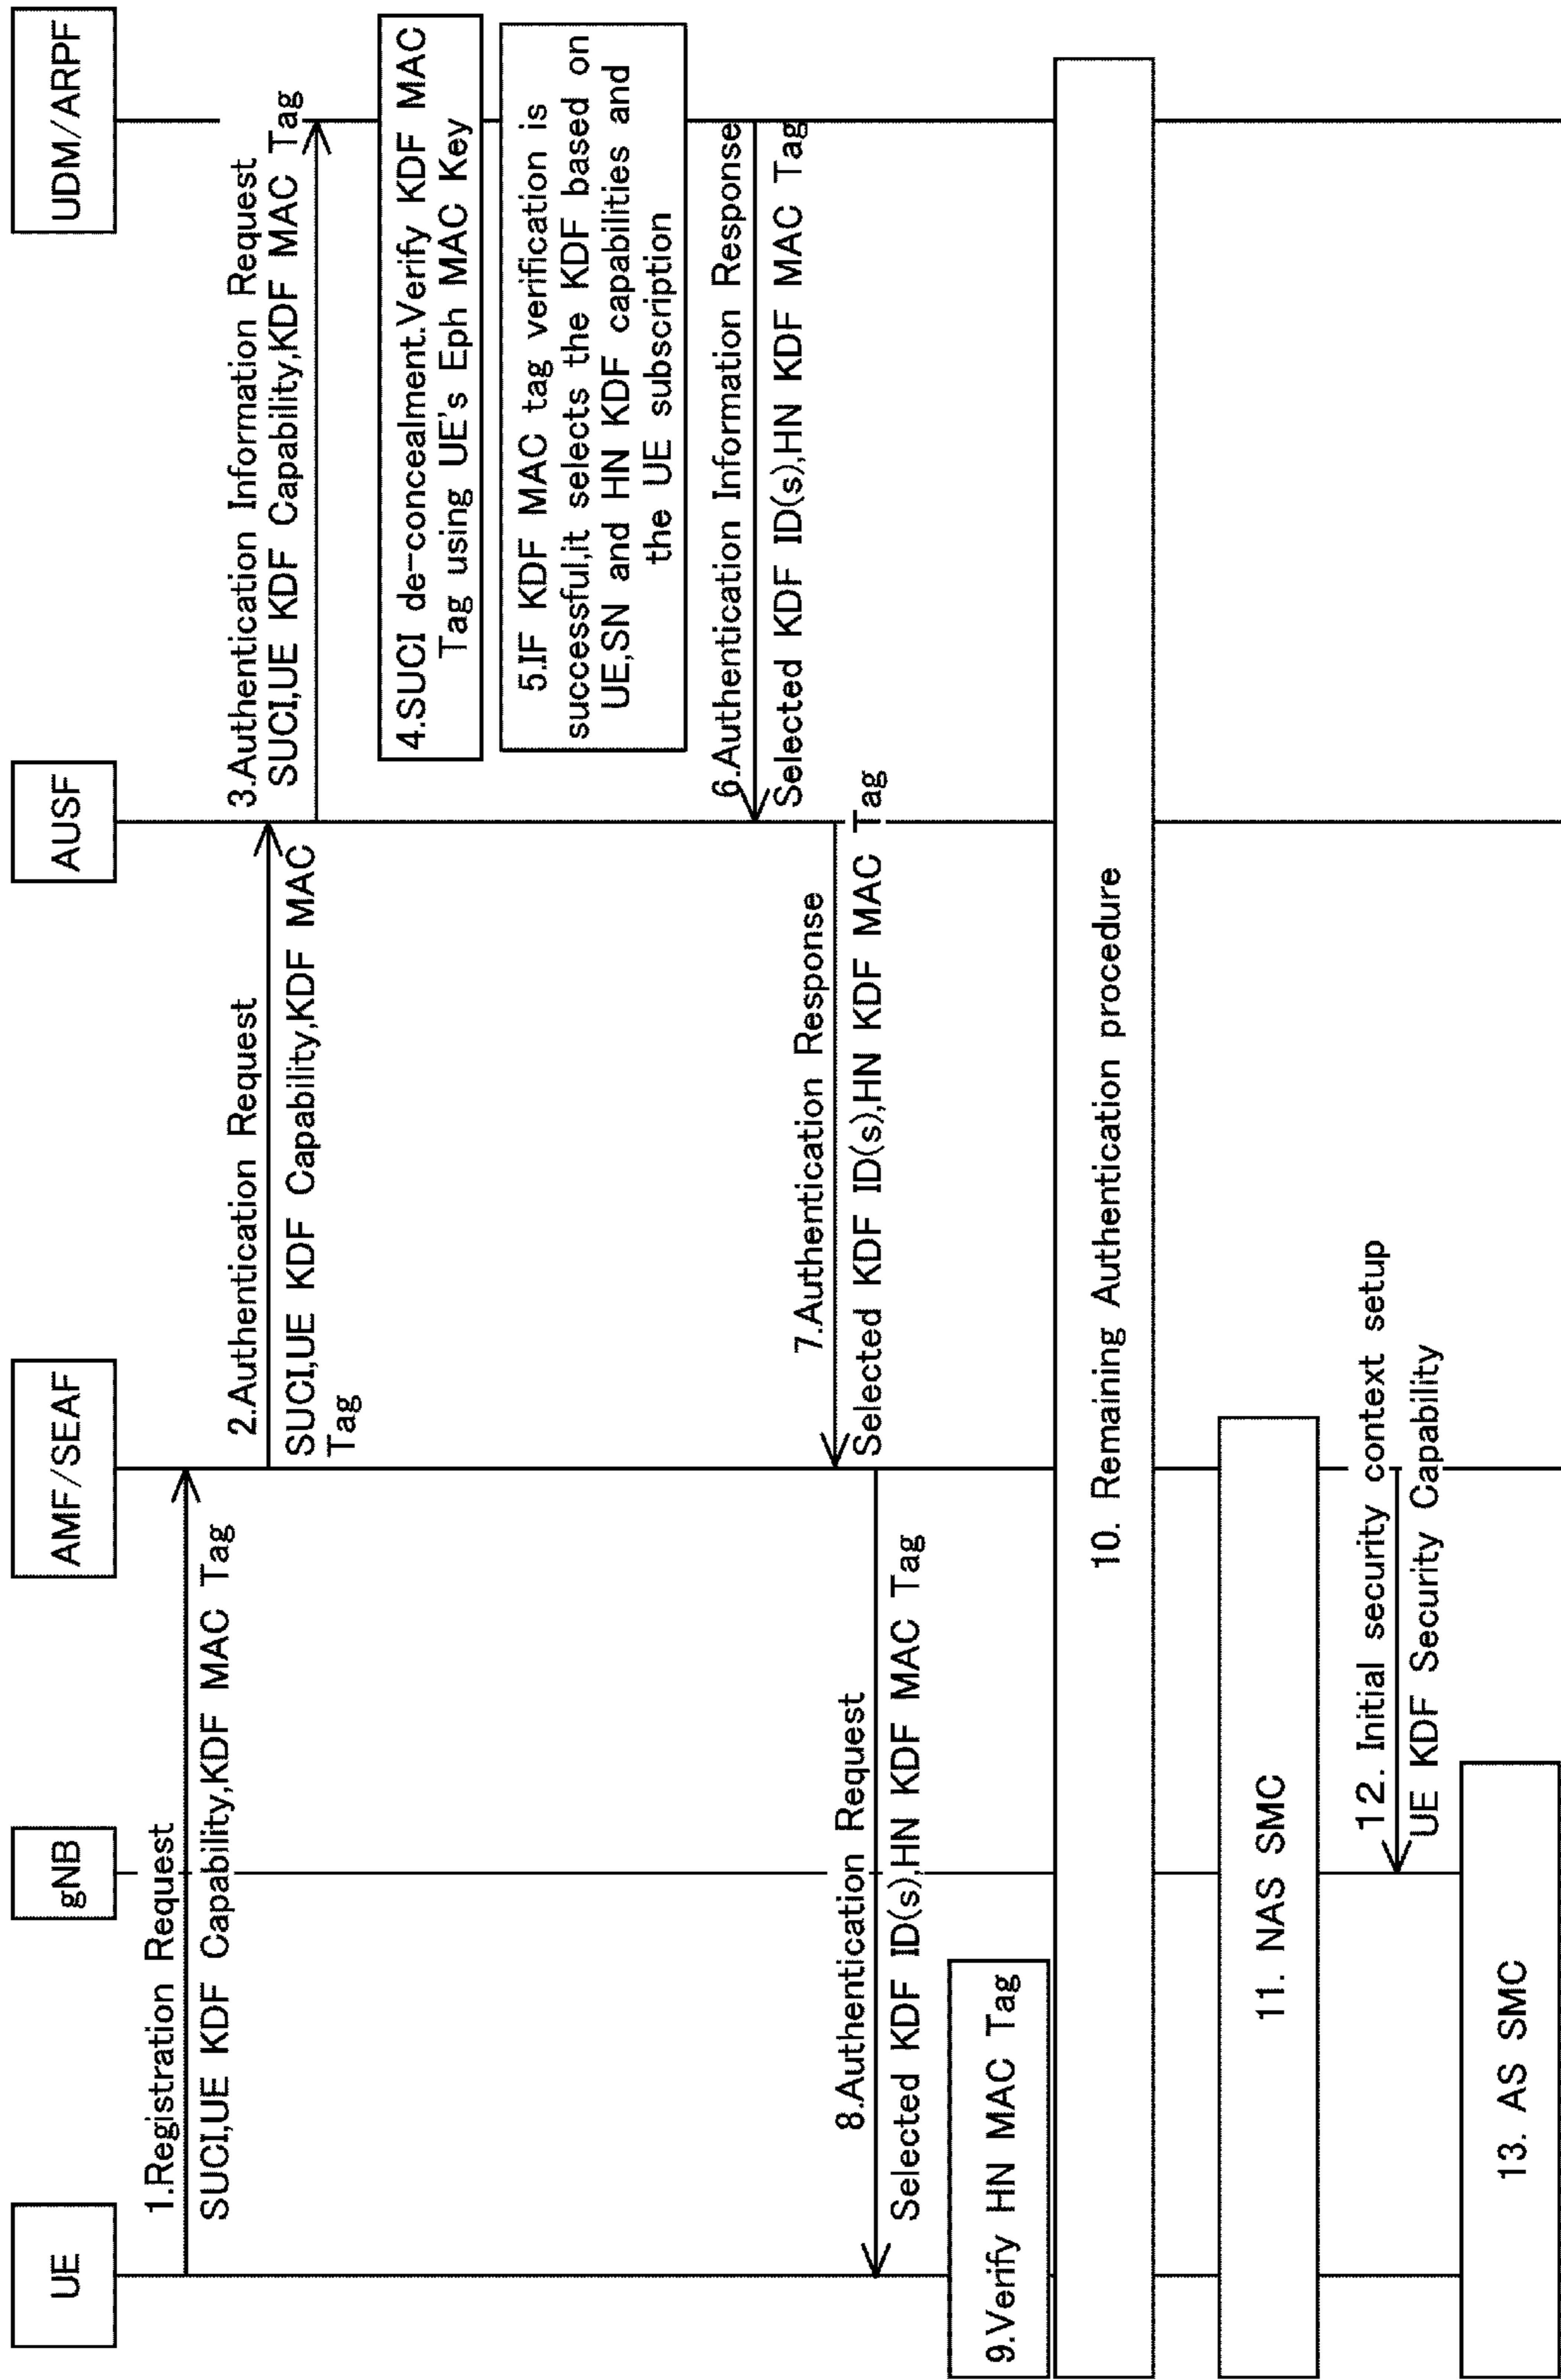 UE
gNB
AMF/SEAF
AUSF
UDM/ARPF
1.Registration Request
SUCI,UE KDF Capability,KDF MAC Tag
2.Authentication Request
SUCI,UE KDF Capability,KDF MAC
Tag
3.Authentication Information Request
SUCI,UE KDF Capability,KDF MAC Tag
4.SUCI de-concealment.Verify KDF MAC
Tag using UE's Eph MAC Key
5.IF KDF MAC tag verification is
successful,it selects the KDF based on
UE,SN and HN KDF capabilities and
the UE subscription
6.Authentication Information Response
Selected KDF ID(s),HN KDF MAC Tag
7.Authentication Response
Selected KDF ID(s),HN KDF MAC Tag
8.Authentication Request
Selected KDF ID(s),HN KDF MAC Tag
9.Verify HN MAC Tag
10. Remaining Authentication procedure
11. NAS SMC
12. Initial security context setup
UE KDF Security Capability
13. AS SMC